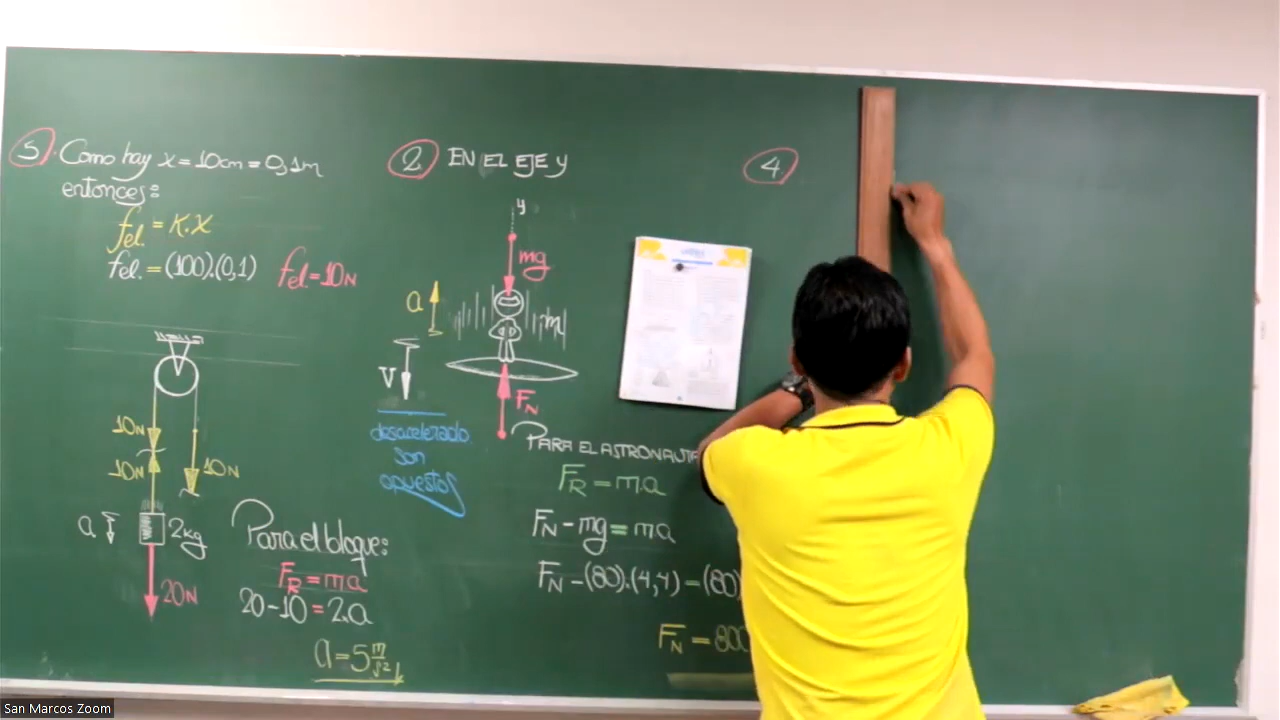 5 Como hay x = 10cm = 0,1m
entonces:
fel. = K.X
fel. = (100).(0,1) fel = 10N
10N
10N
10N
a
2kg
20N
Para el bloque:
FR = ma
20-10 = 2.a
a = 5 m/s²
2 EN EL EJE y
y
mg
a
V
FN
desacelerado
son
opuestos
PARA EL ASTRONAUTA
FR = m.a
FN - mg = m.a
FN - (80).(4,4) = (80)
FN = 800
4
San Marcos Zoom